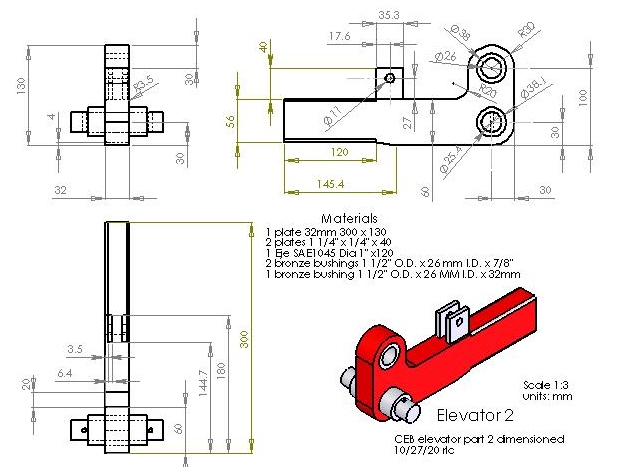 35.3
17.6
Ø38
R30
Ø26
40
30
130
R3.5
Ø11
27
R20
Ø38.1
100
4
56
30
30
32
120
60
Ø25.4
30
145.4
Materials
1 plate 32mm 300 x 130
2 plates 1 1/4" x 1/4" x 40
1 Eje SAE1045 Dia 1" x120
2 bronze bushings 1 1/2" O.D. x 26 mm I.D. x 7/8"
1 bronze bushing 1 1/2" O.D. x 26 MM I.D. x 32mm
300
180
144.7
3.5
6.4
20
60
Scale 1:3
units: mm
Elevator 2
CEB elevator part 2 dimensioned
10/27/20 rlc